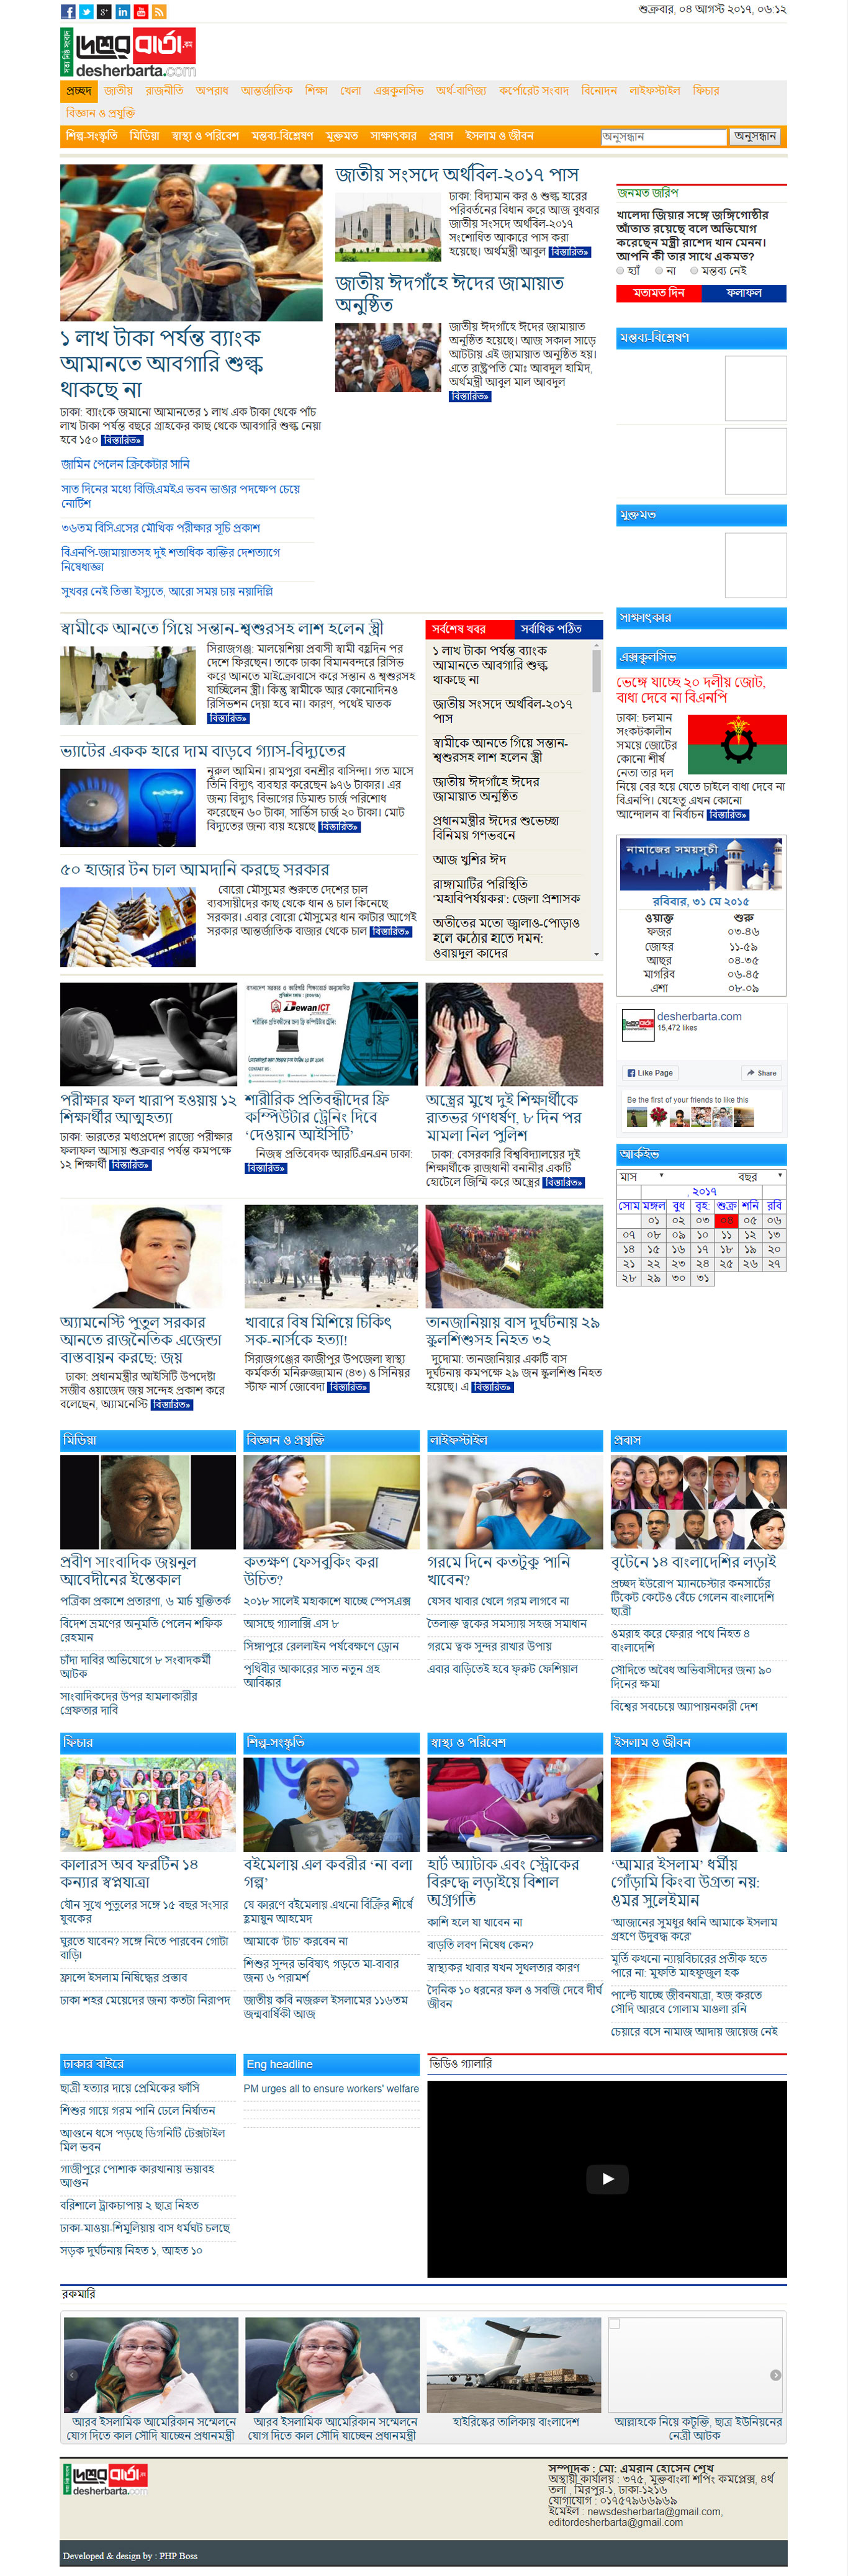 শুক্রবার, ০৪ আগস্ট ২০১৭, ০৬:১২
সত্য নিষ্ঠ সংবাদ
দেশের বার্তা.কম
desherbarta.com
প্রচ্ছদ জাতীয় রাজনীতি অপরাধ আন্তর্জাতিক শিক্ষা খেলা এক্সক্লুসিভ অর্থ-বাণিজ্য কর্পোরেট সংবাদ বিনোদন লাইফস্টাইল ফিচার
বিজ্ঞান ও প্রযুক্তি
শিল্প-সংস্কৃতি মিডিয়া স্বাস্থ্য ও পরিবেশ মন্তব্য-বিশ্লেষণ মুক্তমত সাক্ষাৎকার প্রবাস ইসলাম ও জীবন অনুসন্ধান অনুসন্ধান
১ লাখ টাকা পর্যন্ত ব্যাংক
আমানতে আবগারি শুল্ক
থাকছে না
ঢাকা: ব্যাংকে জমানো আমানতের ১ লাখ এক টাকা থেকে পাঁচ
লাখ টাকা পর্যন্ত বছরে গ্রাহকের কাছ থেকে আবগারি শুল্ক নেয়া
হবে ১৫০ বিস্তারিত»
জামিন পেলেন ক্রিকেটার সানি
সাত দিনের মধ্যে বিজিএমইএ ভবন ভাঙার পদক্ষেপ চেয়ে
নোটিশ
৩৬তম বিসিএসের মৌখিক পরীক্ষার সূচি প্রকাশ
বিএনপি-জামায়াতসহ দুই শতাধিক ব্যক্তির দেশত্যাগে
নিষেধাজ্ঞা
সুখবর নেই তিস্তা ইস্যুতে, আরো সময় চায় নয়াদিল্লি
জাতীয় সংসদে অর্থবিল-২০১৭ পাস
ঢাকা: বিদ্যমান কর ও শুল্ক হারের
পরিবর্তনের বিধান করে আজ বুধবার
জাতীয় সংসদে অর্থবিল-২০১৭
সংশোধিত আকারে পাস করা
হয়েছে। অর্থমন্ত্রী আবুল বিস্তারিত»
জাতীয় ঈদগাঁহে ঈদের জামায়াত
অনুষ্ঠিত
জাতীয় ঈদগাঁহে ঈদের জামায়াত
অনুষ্ঠিত হয়েছে। আজ সকাল সাড়ে
আটটায় এই জামায়াত অনুষ্ঠিত হয়।
এতে রাষ্ট্রপতি মোঃ আবদুল হামিদ,
অর্থমন্ত্রী আবুল মাল আবদুল
বিস্তারিত»
জনমত জরিপ
খালেদা জিয়ার সঙ্গে জঙ্গিগোষ্ঠীর
আঁতাত রয়েছে বলে অভিযোগ
করেছেন মন্ত্রী রাশেদ খান মেনন।
আপনি কী তার সাথে একমত?
হ্যাঁ না মন্তব্য নেই
মতামত দিন ফলাফল
মন্তব্য-বিশ্লেষণ
মুক্তমত
সাক্ষাৎকার
এক্সক্লুসিভ
ভেঙ্গে যাচ্ছে ২০ দলীয় জোট,
বাধা দেবে না বিএনপি
ঢাকা: চলমান
সংকটকালীন
সময়ে জোটের
কোনো শীর্ষ
নেতা তার দল
নিয়ে বের হয়ে যেতে চাইলে বাধা দেবে না
বিএনপি। যেহেতু এখন কোনো
আন্দোলন বা নির্বাচন বিস্তারিত»
নামাজের সময়সূচী
রবিবার, ৩১ মে ২০১৫
ওয়াক্ত শুরু
ফজর ০৩-৪৬
জোহর ১১-৫৯
আছর ০৪-৩৫
মাগরিব ০৬-৪৫
এশা ০৮-০৯
desherbarta.com
15,472 likes
Like Page Share
Be the first of your friends to like this
আর্কাইভ
মাস বছর
, ২০১৭
সোম মঙ্গল বুধ বৃহ: শুক্র শনি রবি
০১ ০২ ০৩ ০৪ ০৫ ০৬
০৭ ০৮ ০৯ ১০ ১১ ১২ ১৩
১৪ ১৫ ১৬ ১৭ ১৮ ১৯ ২০
২১ ২২ ২৩ ২৪ ২৫ ২৬ ২৭
২৮ ২৯ ৩০ ৩১
স্বামীকে আনতে গিয়ে সন্তান-শ্বশুরসহ লাশ হলেন স্ত্রী
সিরাজগঞ্জ: মালয়েশিয়া প্রবাসী স্বামী বহুদিন পর
দেশে ফিরছেন। তাকে ঢাকা বিমানবন্দরে রিসিভ
করে আনতে মাইক্রোবাসে করে সন্তান ও শ্বশুরসহ
যাচ্ছিলেন স্ত্রী। কিন্তু স্বামীকে আর কোনোদিনও
রিসিভশন দেয়া হবে না। কারণ, পথেই ঘাতক
বিস্তারিত»
ভ্যাটের একক হারে দাম বাড়বে গ্যাস-বিদ্যুতের
নূরুল আমিন। রামপুরা বনশ্রীর বাসিন্দা। গত মাসে
তিনি বিদ্যুৎ ব্যবহার করেছেন ৯৭৬ টাকার। এর
জন্য বিদ্যুৎ বিভাগের ডিমান্ড চার্জ পরিশোধ
করেছেন ৬০ টাকা, সার্ভিস চার্জ ২০ টাকা। মোট
বিদ্যুতের জন্য ব্যয় হয়েছে বিস্তারিত»
৫০ হাজার টন চাল আমদানি করছে সরকার
বোরো মৌসুমের শুরুতে দেশের চাল
ব্যবসায়ীদের কাছ থেকে ধান ও চাল কিনেছে
সরকার। এবার বোরো মৌসুমের ধান কাটার আগেই
সরকার আন্তর্জাতিক বাজার থেকে চাল বিস্তারিত»
সর্বশেষ খবর সর্বাধিক পঠিত
১ লাখ টাকা পর্যন্ত ব্যাংক
আমানতে আবগারি শুল্ক
থাকছে না
জাতীয় সংসদে অর্থবিল-২০১৭
পাস
স্বামীকে আনতে গিয়ে সন্তান-
শ্বশুরসহ লাশ হলেন স্ত্রী
জাতীয় ঈদগাঁহে ঈদের
জামায়াত অনুষ্ঠিত
প্রধানমন্ত্রীর ঈদের শুভেচ্ছা
বিনিময় গণভবনে
আজ খুশির ঈদ
রাঙ্গামাটির পরিস্থিতি
'মহাবিপর্যয়কর': জেলা প্রশাসক
অতীতের মতো জ্বালাও-পোড়াও
হলে কঠোর হাতে দমন:
ওবায়দুল কাদের
Dewan ICT
পরীক্ষার ফল খারাপ হওয়ায় ১২
শিক্ষার্থীর আত্মহত্যা
ঢাকা: ভারতের মধ্যপ্রদেশ রাজ্যে পরীক্ষার
ফলাফল আসায় শুক্রবার পর্যন্ত কমপক্ষে
১২ শিক্ষার্থী বিস্তারিত»
শারীরিক প্রতিবন্ধীদের ফ্রি
কম্পিউটার ট্রেনিং দিবে
‘দেওয়ান আইসিটি’
নিজস্ব প্রতিবেদক আরটিএনএন ঢাকা:
বিস্তারিত»
অস্ত্রের মুখে দুই শিক্ষার্থীকে
রাতভর গণধর্ষণ, ৮ দিন পর
মামলা নিল পুলিশ
ঢাকা: বেসরকারি বিশ্ববিদ্যালয়ের দুই
শিক্ষার্থীকে রাজধানী বনানীর একটি
হোটেলে জিম্মি করে অস্ত্রের বিস্তারিত»
অ্যামনেস্টি পুতুল সরকার
আনতে রাজনৈতিক এজেন্ডা
বাস্তবায়ন করছে: জয়
ঢাকা: প্রধানমন্ত্রীর আইসিটি উপদেষ্টা
সজীব ওয়াজেদ জয় সন্দেহ প্রকাশ করে
বলেছেন, অ্যামনেস্টি বিস্তারিত»
খাবারে বিষ মিশিয়ে চিকিৎ
সক-নার্সকে হত্যা!
সিরাজগঞ্জের কাজীপুর উপজেলা স্বাস্থ্য
কর্মকর্তা মনিরুজ্জামান (৪৩) ও সিনিয়র
স্টাফ নার্স জোবেদা বিস্তারিত»
তানজানিয়ায় বাস দুর্ঘটনায় ২৯
স্কুলশিশুসহ নিহত ৩২
দুদোমা: তানজানিয়ার একটি বাস
দুর্ঘটনায় কমপক্ষে ২৯ জন স্কুলশিশু নিহত
হয়েছে। এ বিস্তারিত»
মিডিয়া
প্রবীণ সাংবাদিক জয়নুল
আবেদীনের ইন্তেকাল
পত্রিকা প্রকাশে প্রতারণা, ৬ মার্চ যুক্তিতর্ক
বিদেশ ভ্রমণের অনুমতি পেলেন শফিক
রেহমান
চাঁদা দাবির অভিযোগে ৮ সংবাদকর্মী
আটক
সাংবাদিকদের উপর হামলাকারীর
গ্রেফতার দাবি
বিজ্ঞান ও প্রযুক্তি
কতক্ষণ ফেসবুকিং করা
উচিত?
২০১৮ সালেই মহাকাশে যাচ্ছে স্পেসএক্স
আসছে গ্যালাক্সি এস ৮
সিঙ্গাপুরে রেললাইন পর্যবেক্ষণে ড্রোন
পৃথিবীর আকারের সাত নতুন গ্রহ
আবিষ্কার
লাইফস্টাইল
গরমে দিনে কতটুকু পানি
খাবেন?
যেসব খাবার খেলে গরম লাগবে না
তৈলাক্ত ত্বকের সমস্যায় সহজ সমাধান
গরমে ত্বক সুন্দর রাখার উপায়
এবার বাড়িতেই হবে ফ্রুট ফেশিয়াল
প্রবাস
বৃটেনে ১৪ বাংলাদেশির লড়াই
প্রচ্ছদ ইউরোপ ম্যানচেস্টার কনসার্টের
টিকেট কেটেও বেঁচে গেলেন বাংলাদেশি
ছাত্রী
ওমরাহ করে ফেরার পথে নিহত ৪
বাংলাদেশি
সৌদিতে অবৈধ অভিবাসীদের জন্য ৯০
দিনের ক্ষমা
বিশ্বের সবচেয়ে অ্যাপায়নকারী দেশ
ফিচার
কালারস অব ফরটিন ১৪
কন্যার স্বপ্নযাত্রা
যৌন সুখে পুতুলের সঙ্গে ১৫ বছর সংসার
যুবকের
ঘুরতে যাবেন? সঙ্গে নিতে পারবেন গোটা
বাড়ি!
ফ্রান্সে ইসলাম নিষিদ্ধের প্রস্তাব
ঢাকা শহর মেয়েদের জন্য কতটা নিরাপদ
শিল্প-সংস্কৃতি
বইমেলায় এল কবরীর ‘না বলা
গল্প’
যে কারণে বইমেলায় এখনো বিক্রির শীর্ষে
হুমায়ূন আহমেদ
আমাকে 'টাচ' করবেন না
শিশুর সুন্দর ভবিষ্যৎ গড়তে মা-বাবার
জন্য ৬ পরামর্শ
জাতীয় কবি নজরুল ইসলামের ১১৬তম
জন্মবার্ষিকী আজ
স্বাস্থ্য ও পরিবেশ
হার্ট অ্যাটাক এবং স্ট্রোকের
বিরুদ্ধে লড়াইয়ে বিশাল
অগ্রগতি
কাশি হলে যা খাবেন না
বাড়তি লবণ নিষেধ কেন?
স্বাস্থ্যকর খাবার যখন স্থূলতার কারণ
দৈনিক ১০ ধরনের ফল ও সবজি দেবে দীর্ঘ
জীবন
ইসলাম ও জীবন
‘আমার ইসলাম’ ধর্মীয়
গোঁড়ামি কিংবা উগ্রতা নয়:
ওমর সুলেইমান
'আজানের সুমধুর ধ্বনি আমাকে ইসলাম
গ্রহণে উদ্বুদ্ধ করে'
মূর্তি কখনো ন্যায়বিচারের প্রতীক হতে
পারে না: মুফতি মাহফুজুল হক
পাল্টে যাচ্ছে জীবনযাত্রা, হজ করতে
সৌদি আরবে গোলাম মাওলা রনি
চেয়ারে বসে নামাজ আদায় জায়েজ নেই
ঢাকার বাইরে
ছাত্রী হত্যার দায়ে প্রেমিকের ফাঁসি
শিশুর গায়ে গরম পানি ঢেলে নির্যাতন
আগুনে ধসে পড়ছে ডিগনিটি টেক্সটাইল
মিল ভবন
গাজীপুরে পোশাক কারখানায় ভয়াবহ
আগুন
বরিশালে ট্রাকচাপায় ২ ছাত্র নিহত
ঢাকা-মাওয়া-শিমুলিয়ায় বাস ধর্মঘট চলছে
সড়ক দুর্ঘটনায় নিহত ১, আহত ১০
Eng headline
PM urges all to ensure workers' welfare
ভিডিও গ্যালারি
রকমারি
আরব ইসলামিক আমেরিকান সম্মেলনে
যোগ দিতে কাল সৌদি যাচ্ছেন প্রধানমন্ত্রী
আরব ইসলামিক আমেরিকান সম্মেলনে
যোগ দিতে কাল সৌদি যাচ্ছেন প্রধানমন্ত্রী
হাইরিস্কের তালিকায় বাংলাদেশ
আল্লাহকে নিয়ে কটূক্তি, ছাত্র ইউনিয়নের
নেত্রী আটক
দেশের বার্তা.কম
desherbarta.com
সম্পাদক : মো: এমরান হোসেন শেখ
অস্থায়ী কার্যালয় : ৩৭৫, মুক্তবাংলা শপিং কমপ্লেক্স, ৪র্থ
তলা , মিরপুর-১, ঢাকা-১২১৬
যোগাযোগ : ০১৭৫৭৯৬৬৯৬৯
ইমেইল : newsdesherbarta@gmail.com,
editordesherbarta@gmail.com
Developed & design by : PHP Boss